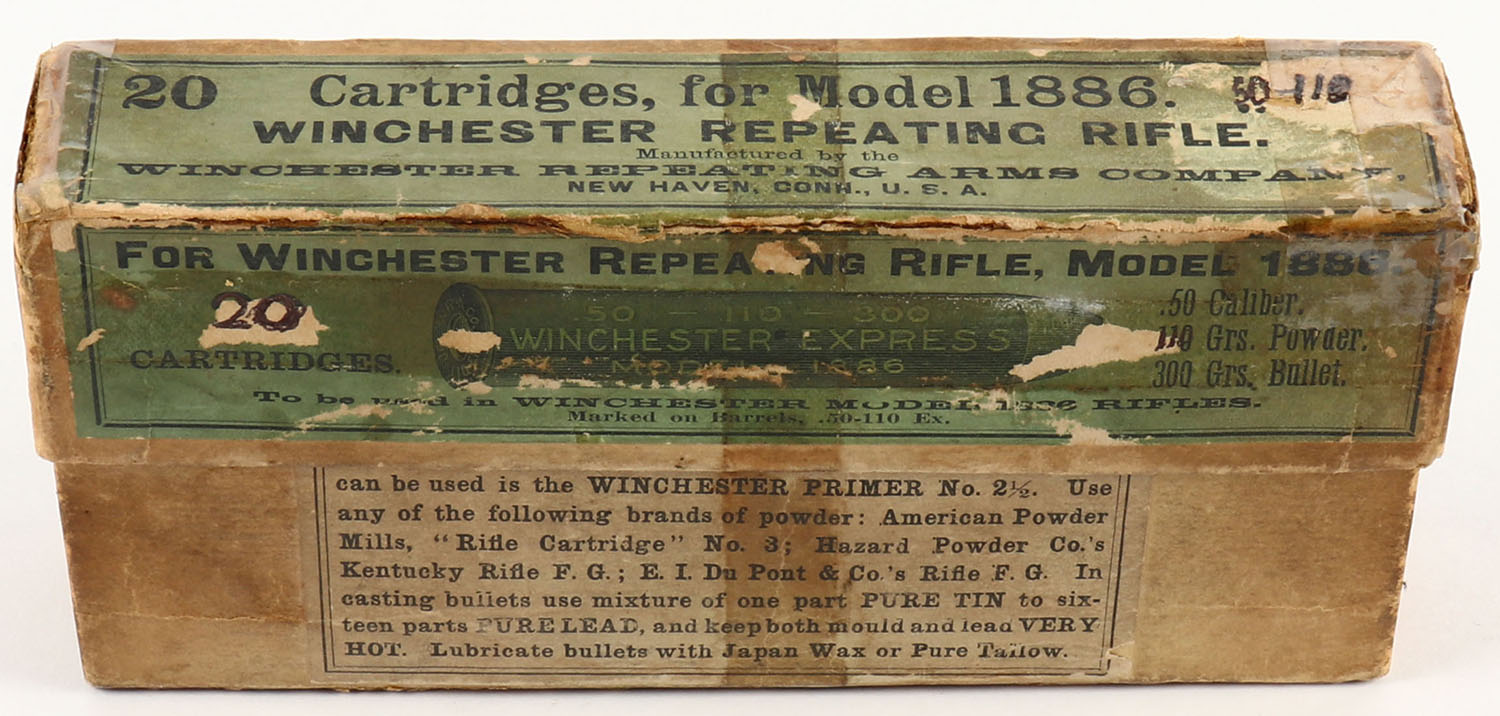 20 Cartridges, for Model 1886. 50-110
WINCHESTER REPEATING RIFLE.
Manufactured by the
WINCHESTER REPEATING ARMS COMPANY,
NEW HAVEN, CONN., U. S. A.
FOR WINCHESTER REPEATING RIFLE, MODEL 1886.
20
CARTRIDGES.
50 – 110 – 300
WINCHESTER EXPRESS
MODEL 1886
.50 Caliber.
110 Grs. Powder.
300 Grs. Bullet.
To be used in WINCHESTER MODEL 1886 RIFLES.
Marked on Barrels, .50-110 Ex.
can be used is the WINCHESTER PRIMER No. 2½. Use
any of the following brands of powder: American Powder
Mills, "Rifle Cartridge" No. 3; Hazard Powder Co.'s
Kentucky Rifle F. G.; E. I. Du Pont & Co.'s Rifle F. G. In
casting bullets use mixture of one part PURE TIN to six-
teen parts PURE LEAD, and keep both mould and lead VERY
HOT. Lubricate bullets with Japan Wax or Pure Tallow.